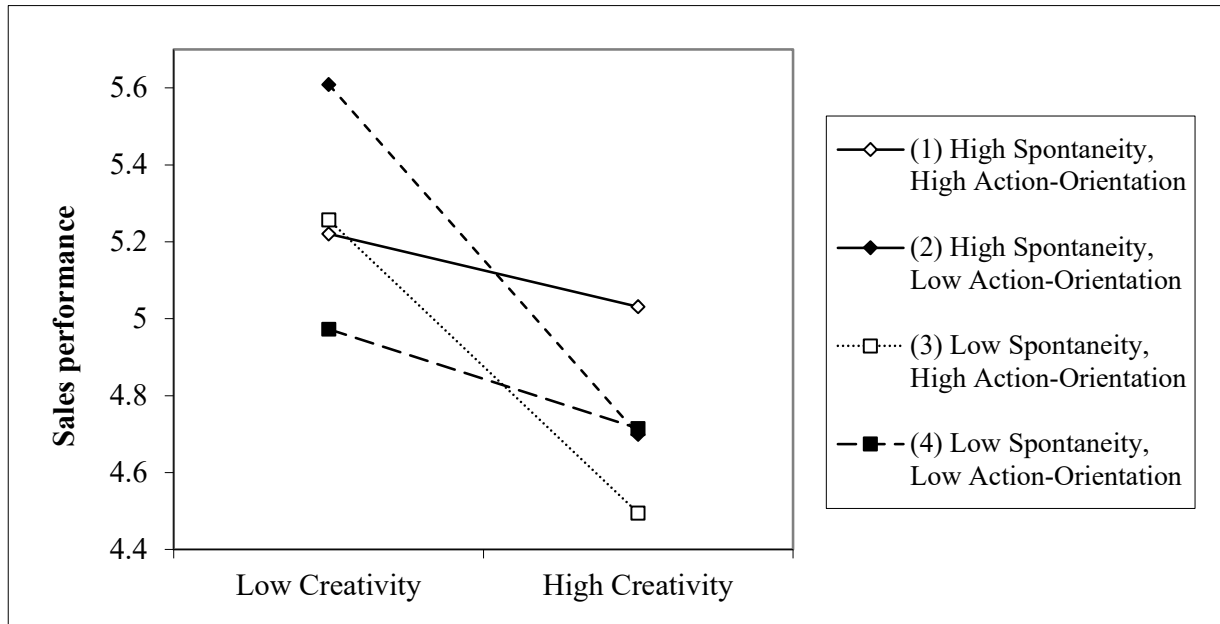 5.6
5.4
5.2
5
4.8
4.6
4.4
Sales performance
Low Creativity
High Creativity
(1) High Spontaneity,
High Action-Orientation
(2) High Spontaneity,
Low Action-Orientation
(3) Low Spontaneity,
High Action-Orientation
(4) Low Spontaneity,
Low Action-Orientation